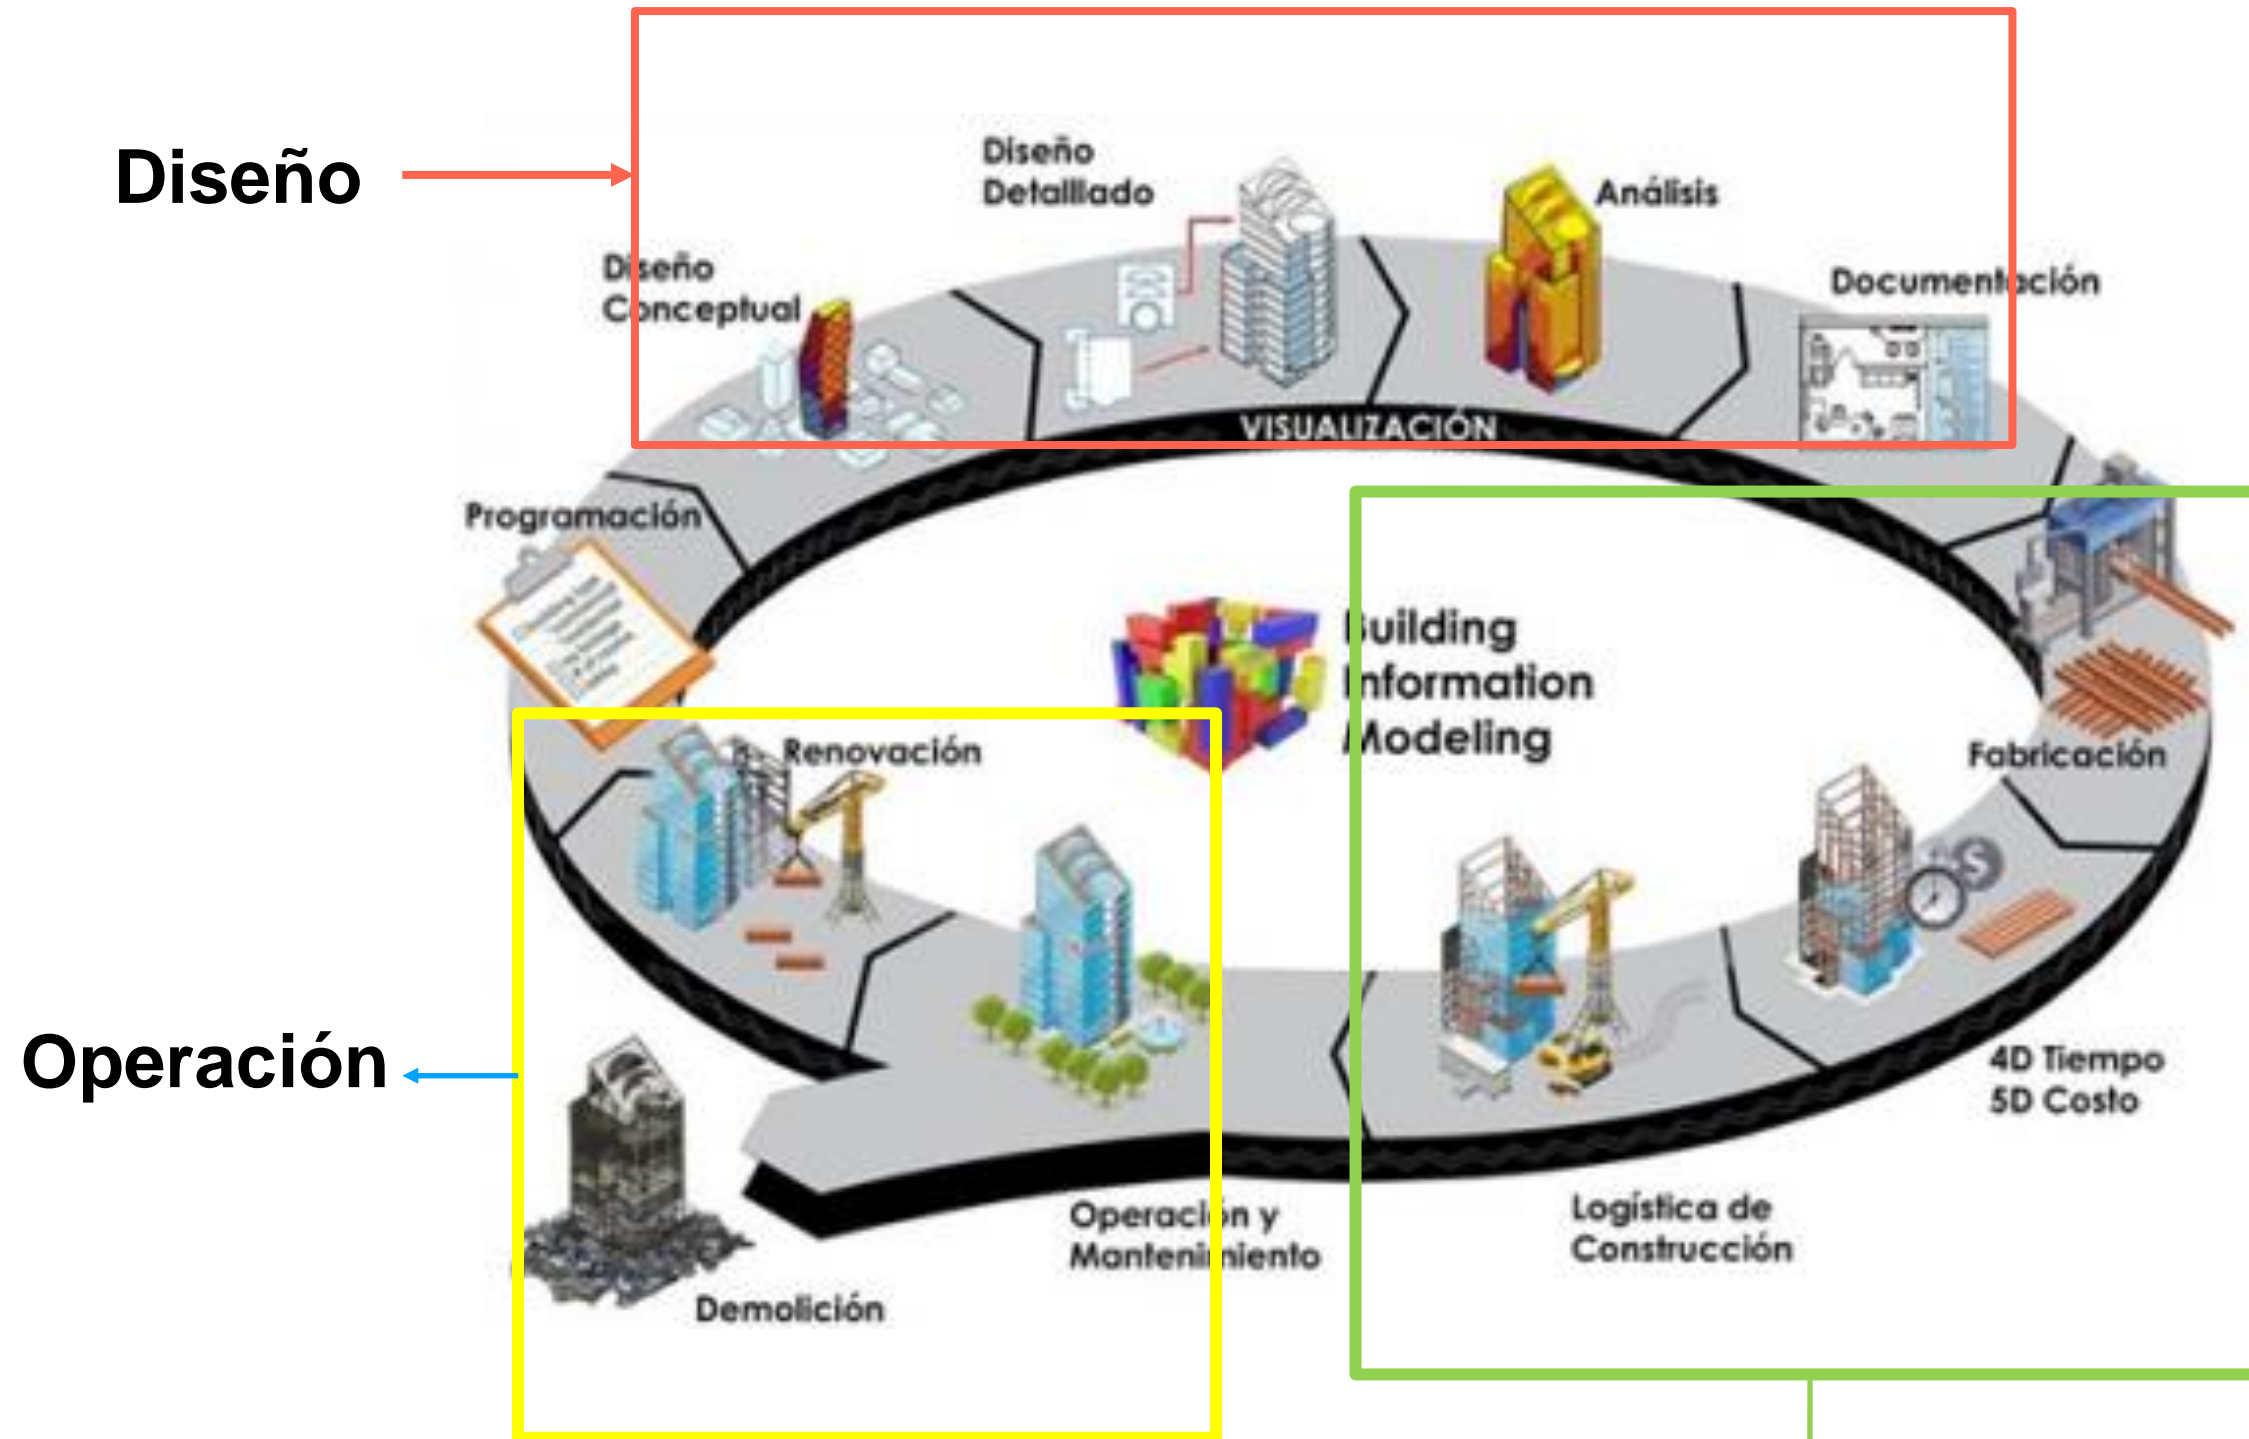 Diseño
Diseño
Detalllado
Análisis
Diseño
Conceptual
Documentación
VISUALIZACIÓN
Programación
Building
Information
Modeling
Renovación
Fabricación
Operación
4D Tiempo
5D Costo
Operación y
Mantenimiento
Logística de
Construcción
Demolición